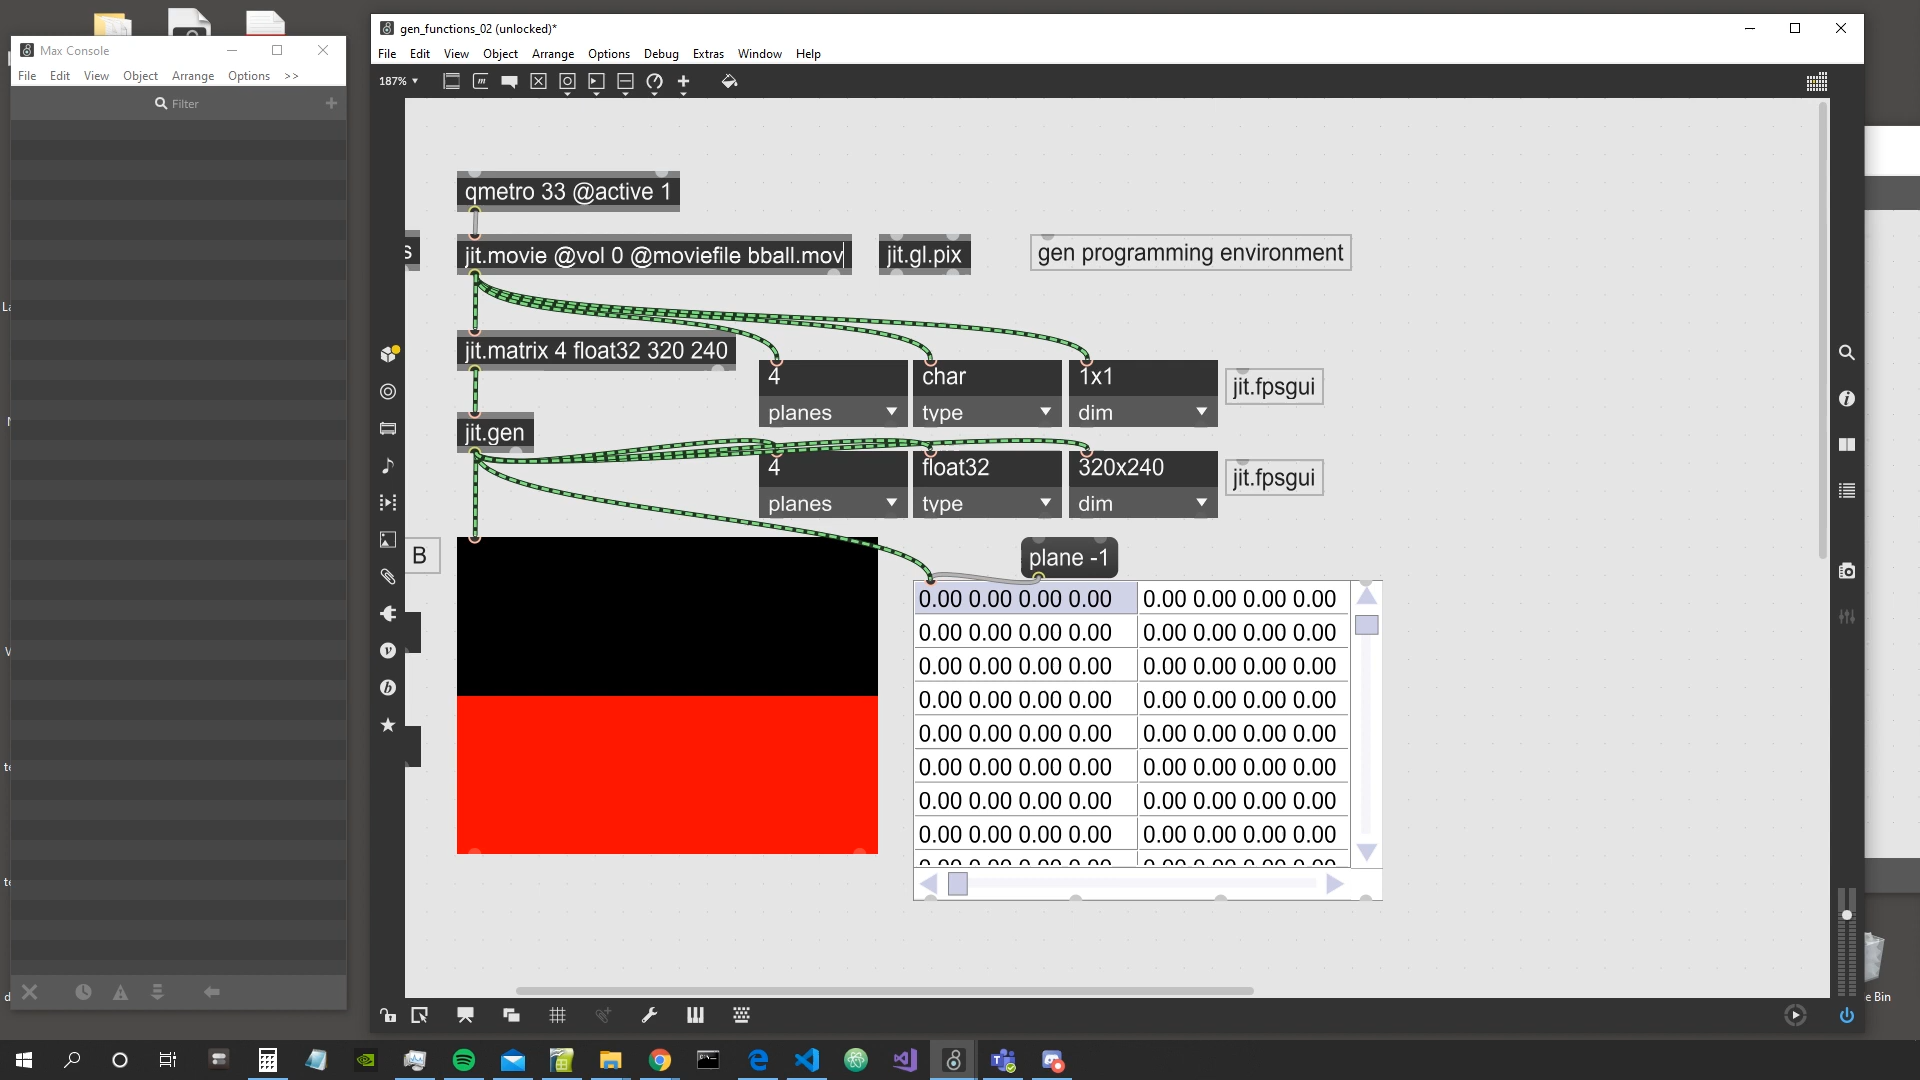 Max Console
File Edit View Object Arrange Options >>
Filter
gen_functions_02 (unlocked)*
File Edit View Object Arrange Options Debug Extras Window Help
187%
qmetro 33 @active 1
s
jit.movie @vol 0 @moviefile bball.mov
jit.gl.pix
gen programming environment
jit.matrix 4 float32 320 240
4
char
1x1
planes
type
dim
jit.fpsgui
jit.gen
4
float32
320x240
planes
type
dim
jit.fpsgui
B
plane -1
0.00 0.00 0.00 0.00 0.00 0.00 0.00 0.00
0.00 0.00 0.00 0.00 0.00 0.00 0.00 0.00
0.00 0.00 0.00 0.00 0.00 0.00 0.00 0.00
0.00 0.00 0.00 0.00 0.00 0.00 0.00 0.00
0.00 0.00 0.00 0.00 0.00 0.00 0.00 0.00
0.00 0.00 0.00 0.00 0.00 0.00 0.00 0.00
0.00 0.00 0.00 0.00 0.00 0.00 0.00 0.00
0.00 0.00 0.00 0.00 0.00 0.00 0.00 0.00
e Bin